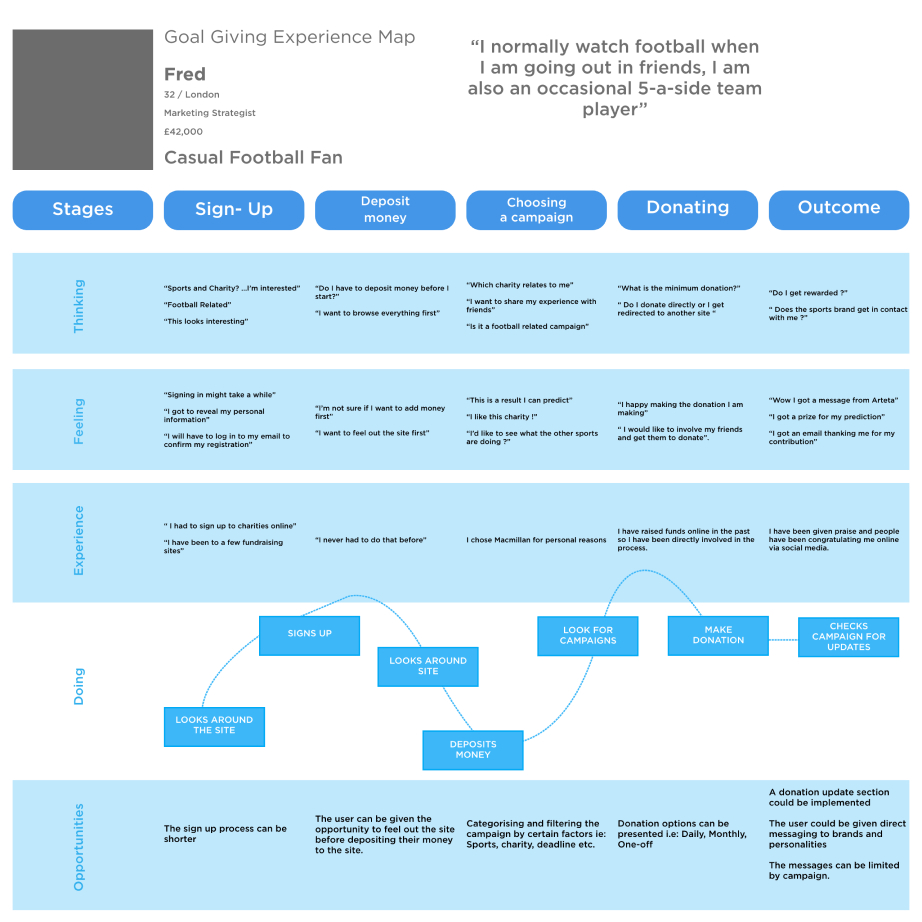 Goal Giving Experience Map
Fred
32 / London
Marketing Strategist
£42,000
Casual Football Fan
“I normally watch football when
I am going out in friends, I am
also an occasional 5-a-side team
player”
Stages
Sign- Up
Deposit
money
Choosing
a campaign
Donating
Outcome
Thinking
“Sports and Charity? ...I’m interested”
“Football Related”
“This looks interesting”
“Do I have to deposit money before I
start?”
“I want to browse everything first”
“Which charity relates to me”
“I want to share my experience with
friends”
“Is it a football related campaign”
“What is the minimum donation?”
“ Do I donate directly or I get
redirected to another site ”
“Do I get rewarded ?”
“ Does the sports brand get in contact
with me ?”
Feeling
“Signing in might take a while”
“I got to reveal my personal
information”
“I will have to log in to my email to
confirm my registration”
“I’m not sure if I want to add money
first”
“I want to feel out the site first”
“This is a result I can predict”
“I like this charity !”
“I’d like to see what the other sports
are doing ?”
“I happy making the donation I am
making”
“ I would like to involve my friends
and get them to donate”.
“Wow I got a message from Arteta”
“I got a prize for my prediction”
“I got an email thanking me for my
contribution”
Experience
“ I had to sign up to charities online”
“I have been to a few fundraising
sites”
“I never had to do that before”
I chose Macmillan for personal reasons
I have raised funds online in the past
so I have been directly involved in the
process.
I have been given praise and people
have been congratulating me online
via social media.
Doing
LOOKS AROUND
THE SITE
SIGNS UP
LOOKS AROUND
SITE
DEPOSITS
MONEY
LOOK FOR
CAMPAIGNS
MAKE
DONATION
CHECKS
CAMPAIGN FOR
UPDATES
Opportunities
The sign up process can be
shorter
The user can be given the
opportunity to feel out the site
before depositing their money
to the site.
Categorising and filtering the
campaign by certain factors ie:
Sports, charity, deadline etc.
Donation options can be
presented i.e: Daily, Monthly,
One-off
A donation update section
could be implemented
The user could be given direct
messaging to brands and
personalities
The messages can be limited
by campaign.